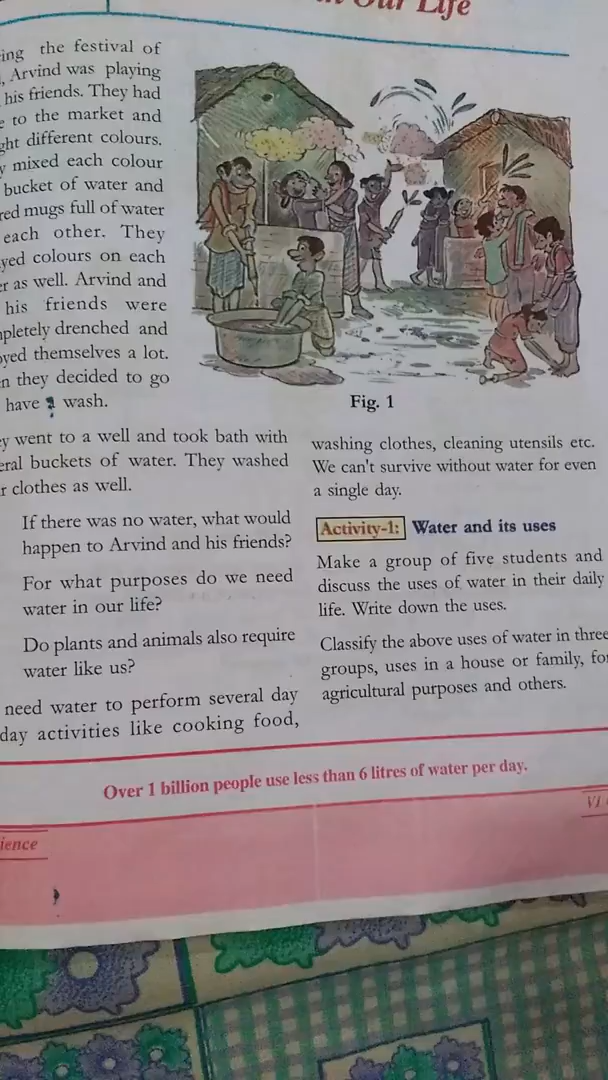 Our Life
the festival of
Arvind was playing
his friends. They had
to the market and
different colours.
mixed each colour
bucket of water and
mugs full of water
each other. They
colours on each
as well. Arvind and
his friends were
drenched and
themselves a lot.
they decided to go
have a wash.
Fig. 1
went to a well and took bath with
buckets of water. They washed
clothes as well.
If there was no water, what would
happen to Arvind and his friends?
For what purposes do we need
water in our life?
Do plants and animals also require
water like us?
need water to perform several day
day activities like cooking food,
washing clothes, cleaning utensils etc.
We can't survive without water for even
a single day.
Activity-1: Water and its uses
Make a group of five students and
discuss the uses of water in their daily
life. Write down the uses.
Classify the above uses of water in three
groups, uses in a house or family, for
agricultural purposes and others.
Over 1 billion people use less than 6 litres of water per day.